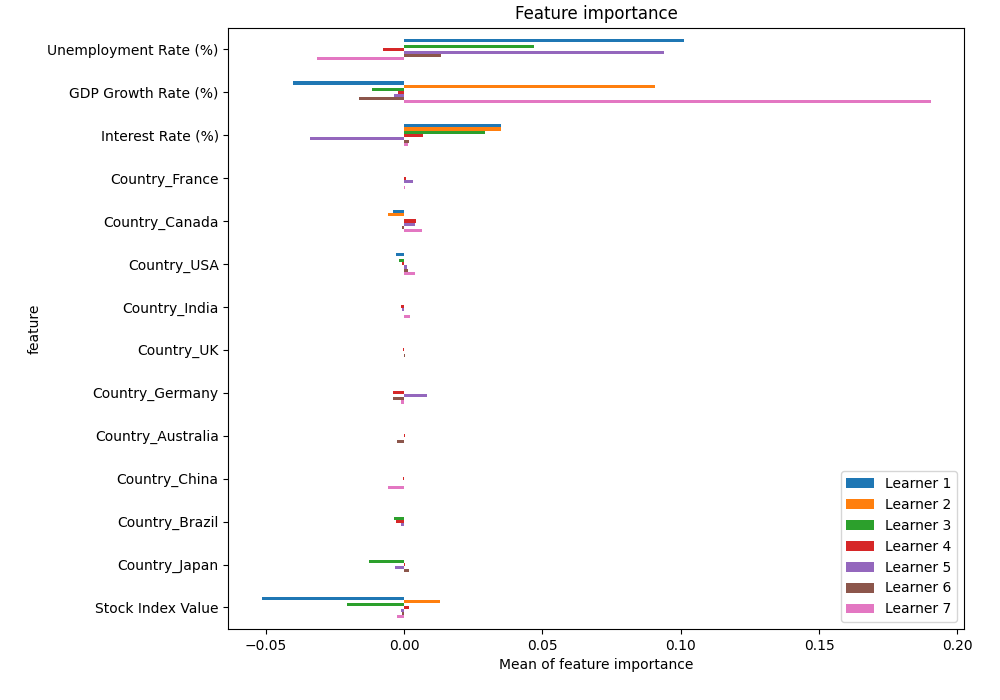 Feature importance
Unemployment Rate (%)
GDP Growth Rate (%)
Interest Rate (%)
Country_France
Country_Canada
Country_USA
Country_India
Country_UK
Country_Germany
Country_Australia
Country_China
Country_Brazil
Country_Japan
Stock Index Value
feature
Learner 1
Learner 2
Learner 3
Learner 4
Learner 5
Learner 6
Learner 7
−0.05 0.00 0.05 0.10 0.15 0.20
Mean of feature importance